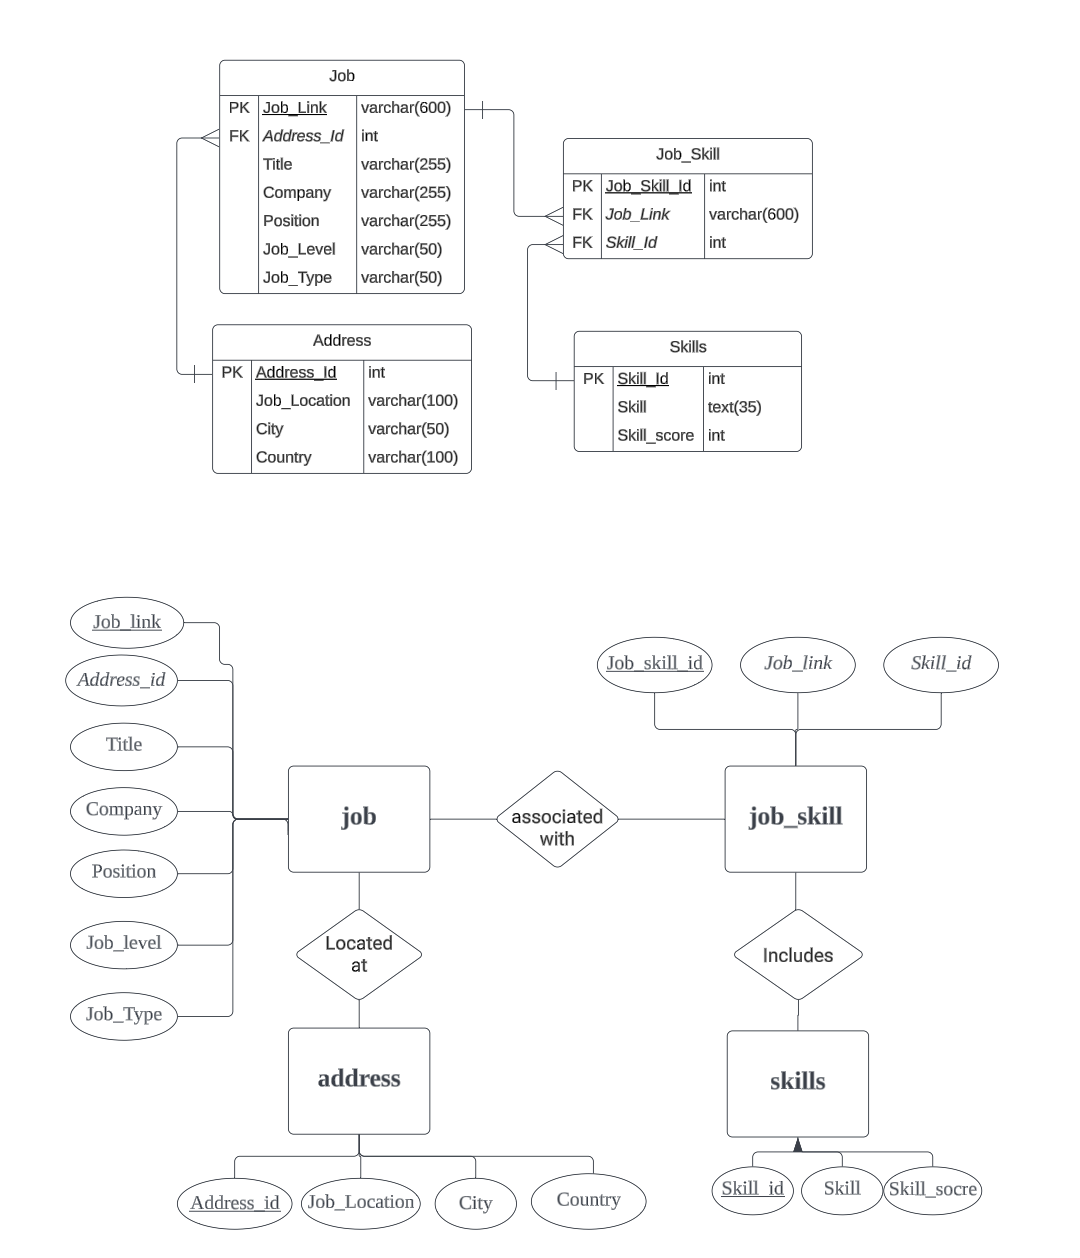 Job
PK Job_Link varchar(600)
FK Address_Id int
Title varchar(255)
Company varchar(255)
Position varchar(255)
Job_Level varchar(50)
Job_Type varchar(50)
Job_Skill
PK Job_Skill_Id int
FK Job_Link varchar(600)
FK Skill_Id int
Address
PK Address_Id int
Job_Location varchar(100)
City varchar(50)
Country varchar(100)
Skills
PK Skill_Id int
Skill text(35)
Skill_score int
Job_link
Address_id
Title
Company
Position
Job_level
Job_Type
job
associated
with
Job_skill_id
Job_link
Skill_id
job_skill
Located
at
Includes
address
skills
Address_id
Job_Location
City
Country
Skill_id
Skill
Skill_socre